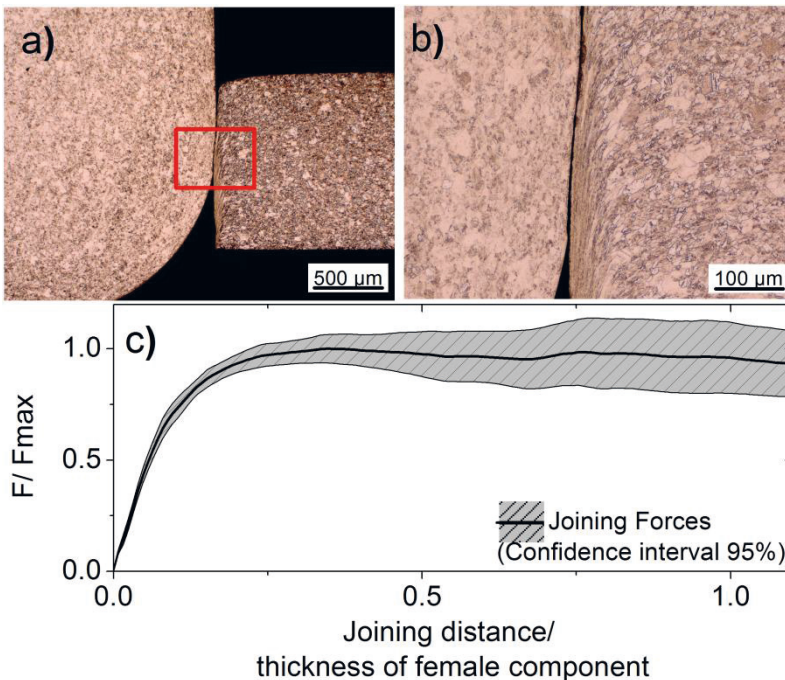 a)
500 µm
b)
100 µm
c)
1.0
0.5
0.0
F/ Fmax
Joining Forces
(Confidence interval 95%)
0.0
0.5
1.0
Joining distance/
thickness of female component